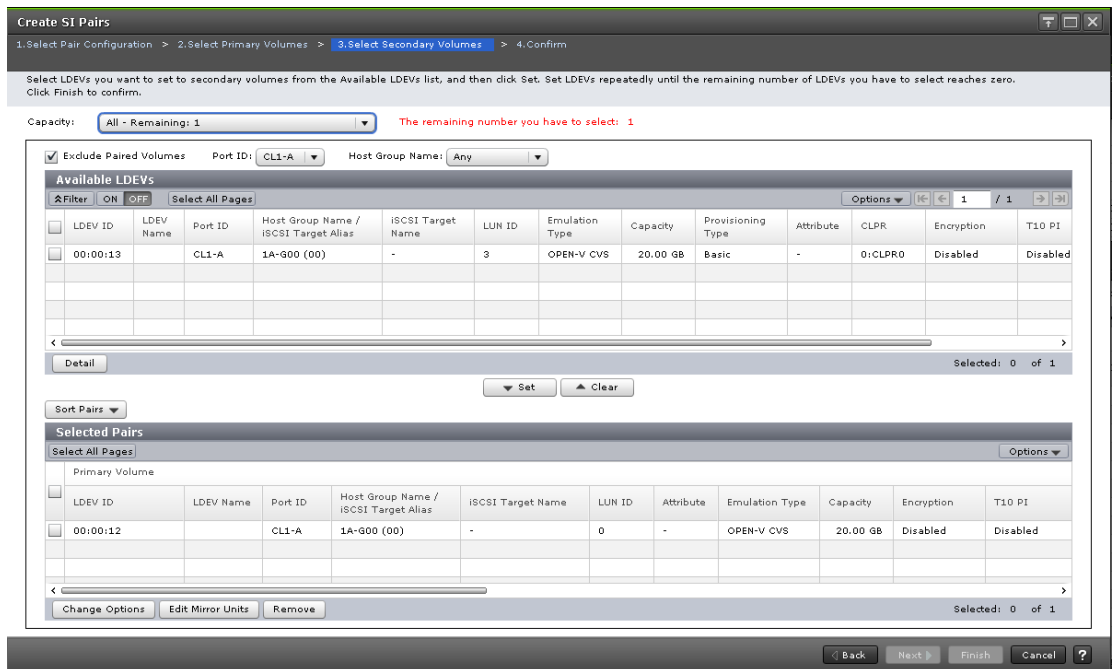 Create SI Pairs
1.Select Pair Configuration > 2.Select Primary Volumes > 3.Select Secondary Volumes > 4.Confirm
Select LDEVs you want to set to secondary volumes from the Available LDEVs list, and then click Set. Set LDEVs repeatedly until the remaining number of LDEVs you have to select reaches zero.
Click Finish to confirm.
Capacity: All - Remaining: 1 The remaining number you have to select: 1
Exclude Paired Volumes Port ID: CL1-A Host Group Name: Any
Available LDEVs
Filter ON OFF Select All Pages Options 1 / 1
LDEV ID LDEV Name Port ID Host Group Name / iSCSI Target Alias iSCSI Target Name LUN ID Emulation Type Capacity Provisioning Type Attribute CLPR Encryption T10 PI
00:00:13 CL1-A 1A-G00 (00) - 3 OPEN-V CVS 20.00 GB Basic - 0:CLPR0 Disabled Disabled
Detail Selected: 0 of 1
Set Clear
Sort Pairs
Selected Pairs
Select All Pages Options
Primary Volume
LDEV ID LDEV Name Port ID Host Group Name / iSCSI Target Alias iSCSI Target Name LUN ID Attribute Emulation Type Capacity Encryption T10 PI
00:00:12 CL1-A 1A-G00 (00) - 0 - OPEN-V CVS 20.00 GB Disabled Disabled
Change Options Edit Mirror Units Remove Selected: 0 of 1
Back Next Finish Cancel ?